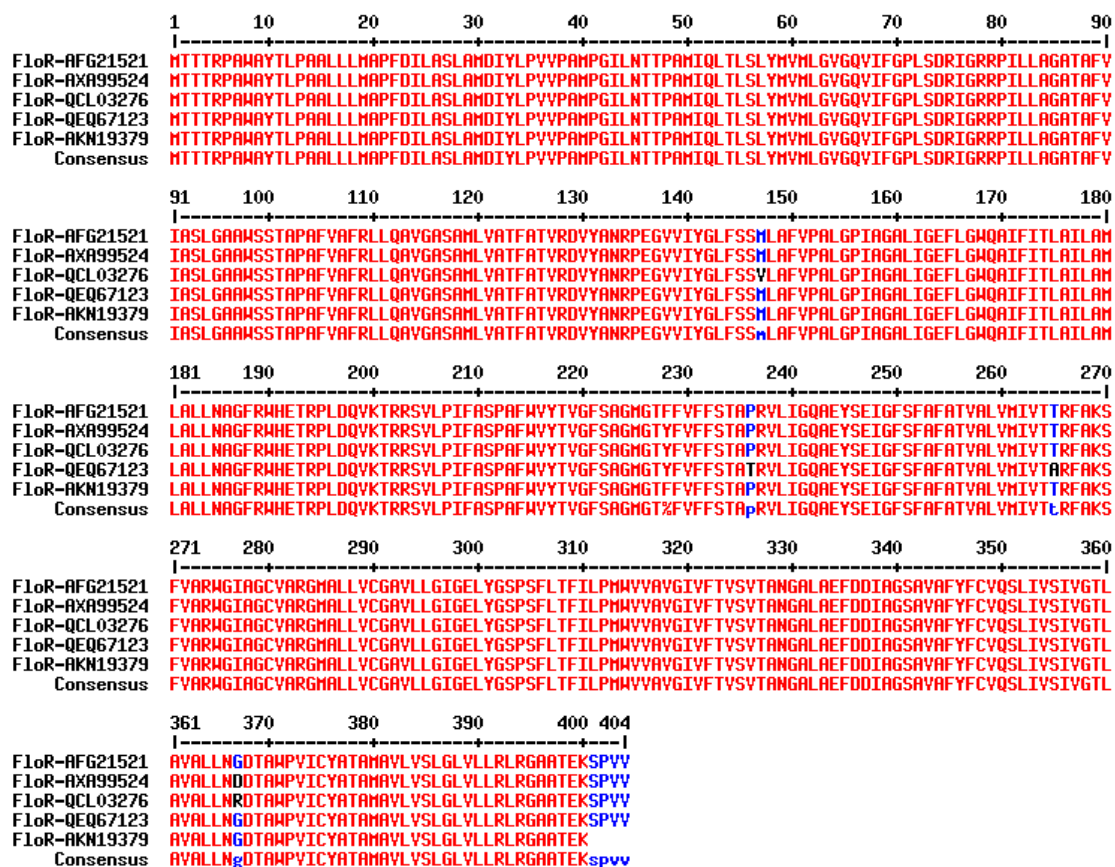 1 10 20 30 40 50 60 70 80 90
|--------+---------+---------+---------+---------+---------+---------+---------+---------|
FloR-AFG21521 MTTTRPAWAYTLPAALLLMAPFDILASLAMDIYLPVVPAMPGILNTTPAMIQLTLSLYMVMLGVGQVIFGPLSDRIGRRPILLAGATAFV
FloR-AXA99524 MTTTRPAWAYTLPAALLLMAPFDILASLAMDIYLPVVPAMPGILNTTPAMIQLTLSLYMVMLGVGQVIFGPLSDRIGRRPILLAGATAFV
FloR-QCL03276 MTTTRPAWAYTLPAALLLMAPFDILASLAMDIYLPVVPAMPGILNTTPAMIQLTLSLYMVMLGVGQVIFGPLSDRIGRRPILLAGATAFV
FloR-QEQ67123 MTTTRPAWAYTLPAALLLMAPFDILASLAMDIYLPVVPAMPGILNTTPAMIQLTLSLYMVMLGVGQVIFGPLSDRIGRRPILLAGATAFV
FloR-AKN19379 MTTTRPAWAYTLPAALLLMAPFDILASLAMDIYLPVVPAMPGILNTTPAMIQLTLSLYMVMLGVGQVIFGPLSDRIGRRPILLAGATAFV
Consensus MTTTRPAWAYTLPAALLLMAPFDILASLAMDIYLPVVPAMPGILNTTPAMIQLTLSLYMVMLGVGQVIFGPLSDRIGRRPILLAGATAFV
91 100 110 120 130 140 150 160 170 180
|--------+---------+---------+---------+---------+---------+---------+---------+---------|
FloR-AFG21521 IASLGAAWSSTAPAFVAFRLLQAVGASAMLVATFATVRDVYANRPEGVVIYGLFSSMLAFVPALGPIAGALIGEFLGWQAIFITLAILAM
FloR-AXA99524 IASLGAAWSSTAPAFVAFRLLQAVGASAMLVATFATVRDVYANRPEGVVIYGLFSSMLAFVPALGPIAGALIGEFLGWQAIFITLAILAM
FloR-QCL03276 IASLGAAWSSTAPAFVAFRLLQAVGASAMLVATFATVRDVYANRPEGVVIYGLFSSVLAFVPALGPIAGALIGEFLGWQAIFITLAILAM
FloR-QEQ67123 IASLGAAWSSTAPAFVAFRLLQAVGASAMLVATFATVRDVYANRPEGVVIYGLFSSMLAFVPALGPIAGALIGEFLGWQAIFITLAILAM
FloR-AKN19379 IASLGAAWSSTAPAFVAFRLLQAVGASAMLVATFATVRDVYANRPEGVVIYGLFSSMLAFVPALGPIAGALIGEFLGWQAIFITLAILAM
Consensus IASLGAAWSSTAPAFVAFRLLQAVGASAMLVATFATVRDVYANRPEGVVIYGLFSSmLAFVPALGPIAGALIGEFLGWQAIFITLAILAM
181 190 200 210 220 230 240 250 260 270
|--------+---------+---------+---------+---------+---------+---------+---------+---------|
FloR-AFG21521 LALLNAGFRWHETRPLDQVKTRRSVLPIFASPAFWVYTVGFSAGMGTFFVFFSTAPRVLIGQAEYSEIGFSFAFATVALVMIVTTRFAKS
FloR-AXA99524 LALLNAGFRWHETRPLDQVKTRRSVLPIFASPAFWVYTVGFSAGMGTYFVFFSTAPRVLIGQAEYSEIGFSFAFATVALVMIVTTRFAKS
FloR-QCL03276 LALLNAGFRWHETRPLDQVKTRRSVLPIFASPAFWVYTVGFSAGMGTYFVFFSTAPRVLIGQAEYSEIGFSFAFATVALVMIVTTRFAKS
FloR-QEQ67123 LALLNAGFRWHETRPLDQVKTRRSVLPIFASPAFWVYTVGFSAGMGTYFVFFSTATRVLIGQAEYSEIGFSFAFATVALVMIVTARFAKS
FloR-AKN19379 LALLNAGFRWHETRPLDQVKTRRSVLPIFASPAFWVYTVGFSAGMGTFFVFFSTAPRVLIGQAEYSEIGFSFAFATVALVMIVTTRFAKS
Consensus LALLNAGFRWHETRPLDQVKTRRSVLPIFASPAFWVYTVGFSAGMGT%FVFFSTApRVLIGQAEYSEIGFSFAFATVALVMIVTtRFAKS
271 280 290 300 310 320 330 340 350 360
|--------+---------+---------+---------+---------+---------+---------+---------+---------|
FloR-AFG21521 FVARWGIAGCVARGMALLVCGAVLLGIGELYGSPSFLTFILPMWVVAVGIVFTVSVTANGALAEFDDIAGSAVAFYFCVQSLIVSIVGTL
FloR-AXA99524 FVARWGIAGCVARGMALLVCGAVLLGIGELYGSPSFLTFILPMWVVAVGIVFTVSVTANGALAEFDDIAGSAVAFYFCVQSLIVSIVGTL
FloR-QCL03276 FVARWGIAGCVARGMALLVCGAVLLGIGELYGSPSFLTFILPMWVVAVGIVFTVSVTANGALAEFDDIAGSAVAFYFCVQSLIVSIVGTL
FloR-QEQ67123 FVARWGIAGCVARGMALLVCGAVLLGIGELYGSPSFLTFILPMWVVAVGIVFTVSVTANGALAEFDDIAGSAVAFYFCVQSLIVSIVGTL
FloR-AKN19379 FVARWGIAGCVARGMALLVCGAVLLGIGELYGSPSFLTFILPMWVVAVGIVFTVSVTANGALAEFDDIAGSAVAFYFCVQSLIVSIVGTL
Consensus FVARWGIAGCVARGMALLVCGAVLLGIGELYGSPSFLTFILPMWVVAVGIVFTVSVTANGALAEFDDIAGSAVAFYFCVQSLIVSIVGTL
361 370 380 390 400 404
|--------+---------+---------+---------+---|
FloR-AFG21521 AVALLNGDTAWPVICYATAMAVLVSLGLVLLRLRGAATEKSPVV
FloR-AXA99524 AVALLNDDTAWPVICYATAMAVLVSLGLVLLRLRGAATEKSPVV
FloR-QCL03276 AVALLNRDTAWPVICYATAMAVLVSLGLVLLRLRGAATEKSPVV
FloR-QEQ67123 AVALLNGDTAWPVICYATAMAVLVSLGLVLLRLRGAATEKSPVV
FloR-AKN19379 AVALLNGDTAWPVICYATAMAVLVSLGLVLLRLRGAATEK
Consensus AVALLNgDTAWPVICYATAMAVLVSLGLVLLRLRGAATEKspvv